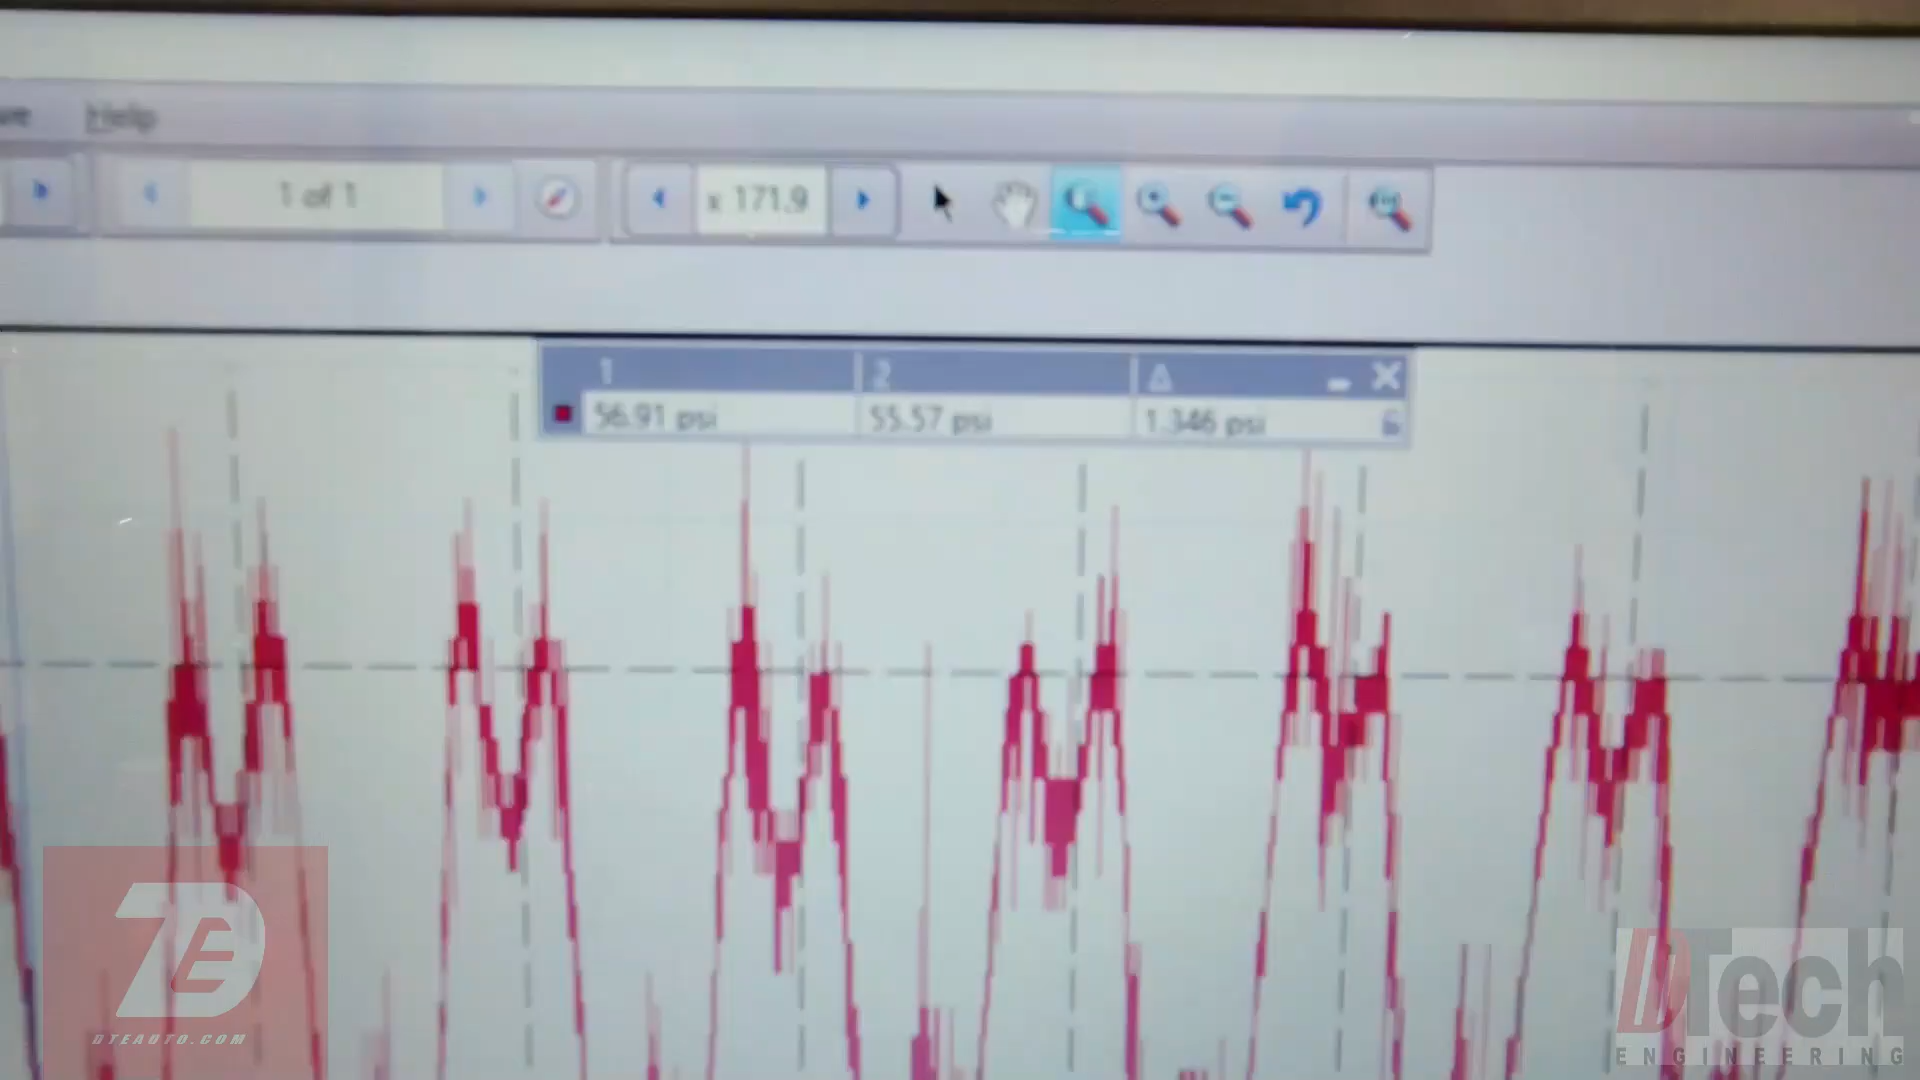 Help
1 of 1
x 171.9
1 2 Δ
56.91 psi 55.57 psi 1.346 psi
DTE
DTEAUTO.COM
DTech
ENGINEERING